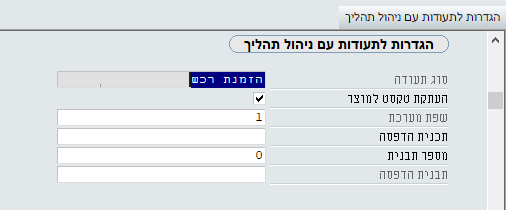 הגדרות לתעודות עם ניהול תהליך
הגדרות לתעודות עם ניהול תהליך
סוג תעודה הזמנת רכש
העתקת טקסט למוצר
שפת מערכת 1
תכנית הדפסה
מספר תבנית 0
תבנית הדפסה